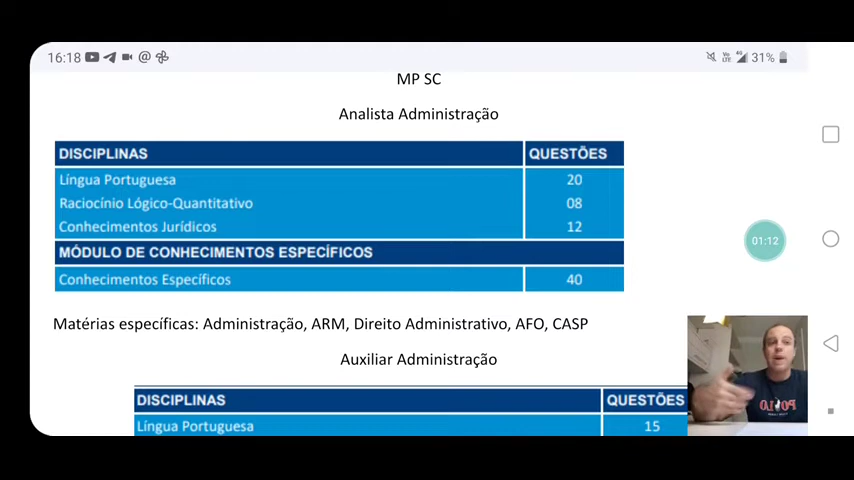 16:18
31%
MP SC
Analista Administração
DISCIPLINAS QUESTÕES
Língua Portuguesa 20
Raciocínio Lógico-Quantitativo 08
Conhecimentos Jurídicos 12
MÓDULO DE CONHECIMENTOS ESPECÍFICOS
Conhecimentos Específicos 40
01:12
Matérias específicas: Administração, ARM, Direito Administrativo, AFO, CASP
Auxiliar Administração
DISCIPLINAS QUESTÕES
Língua Portuguesa 15